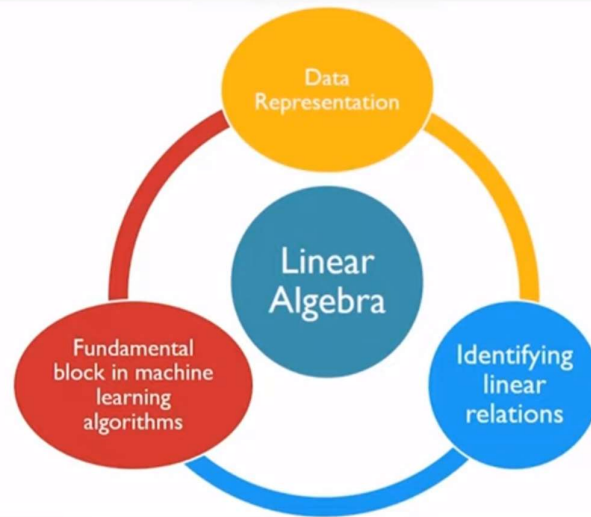 Data
Representation
Linear
Algebra
Fundamental
block in machine
learning
algorithms
Identifying
linear
relations